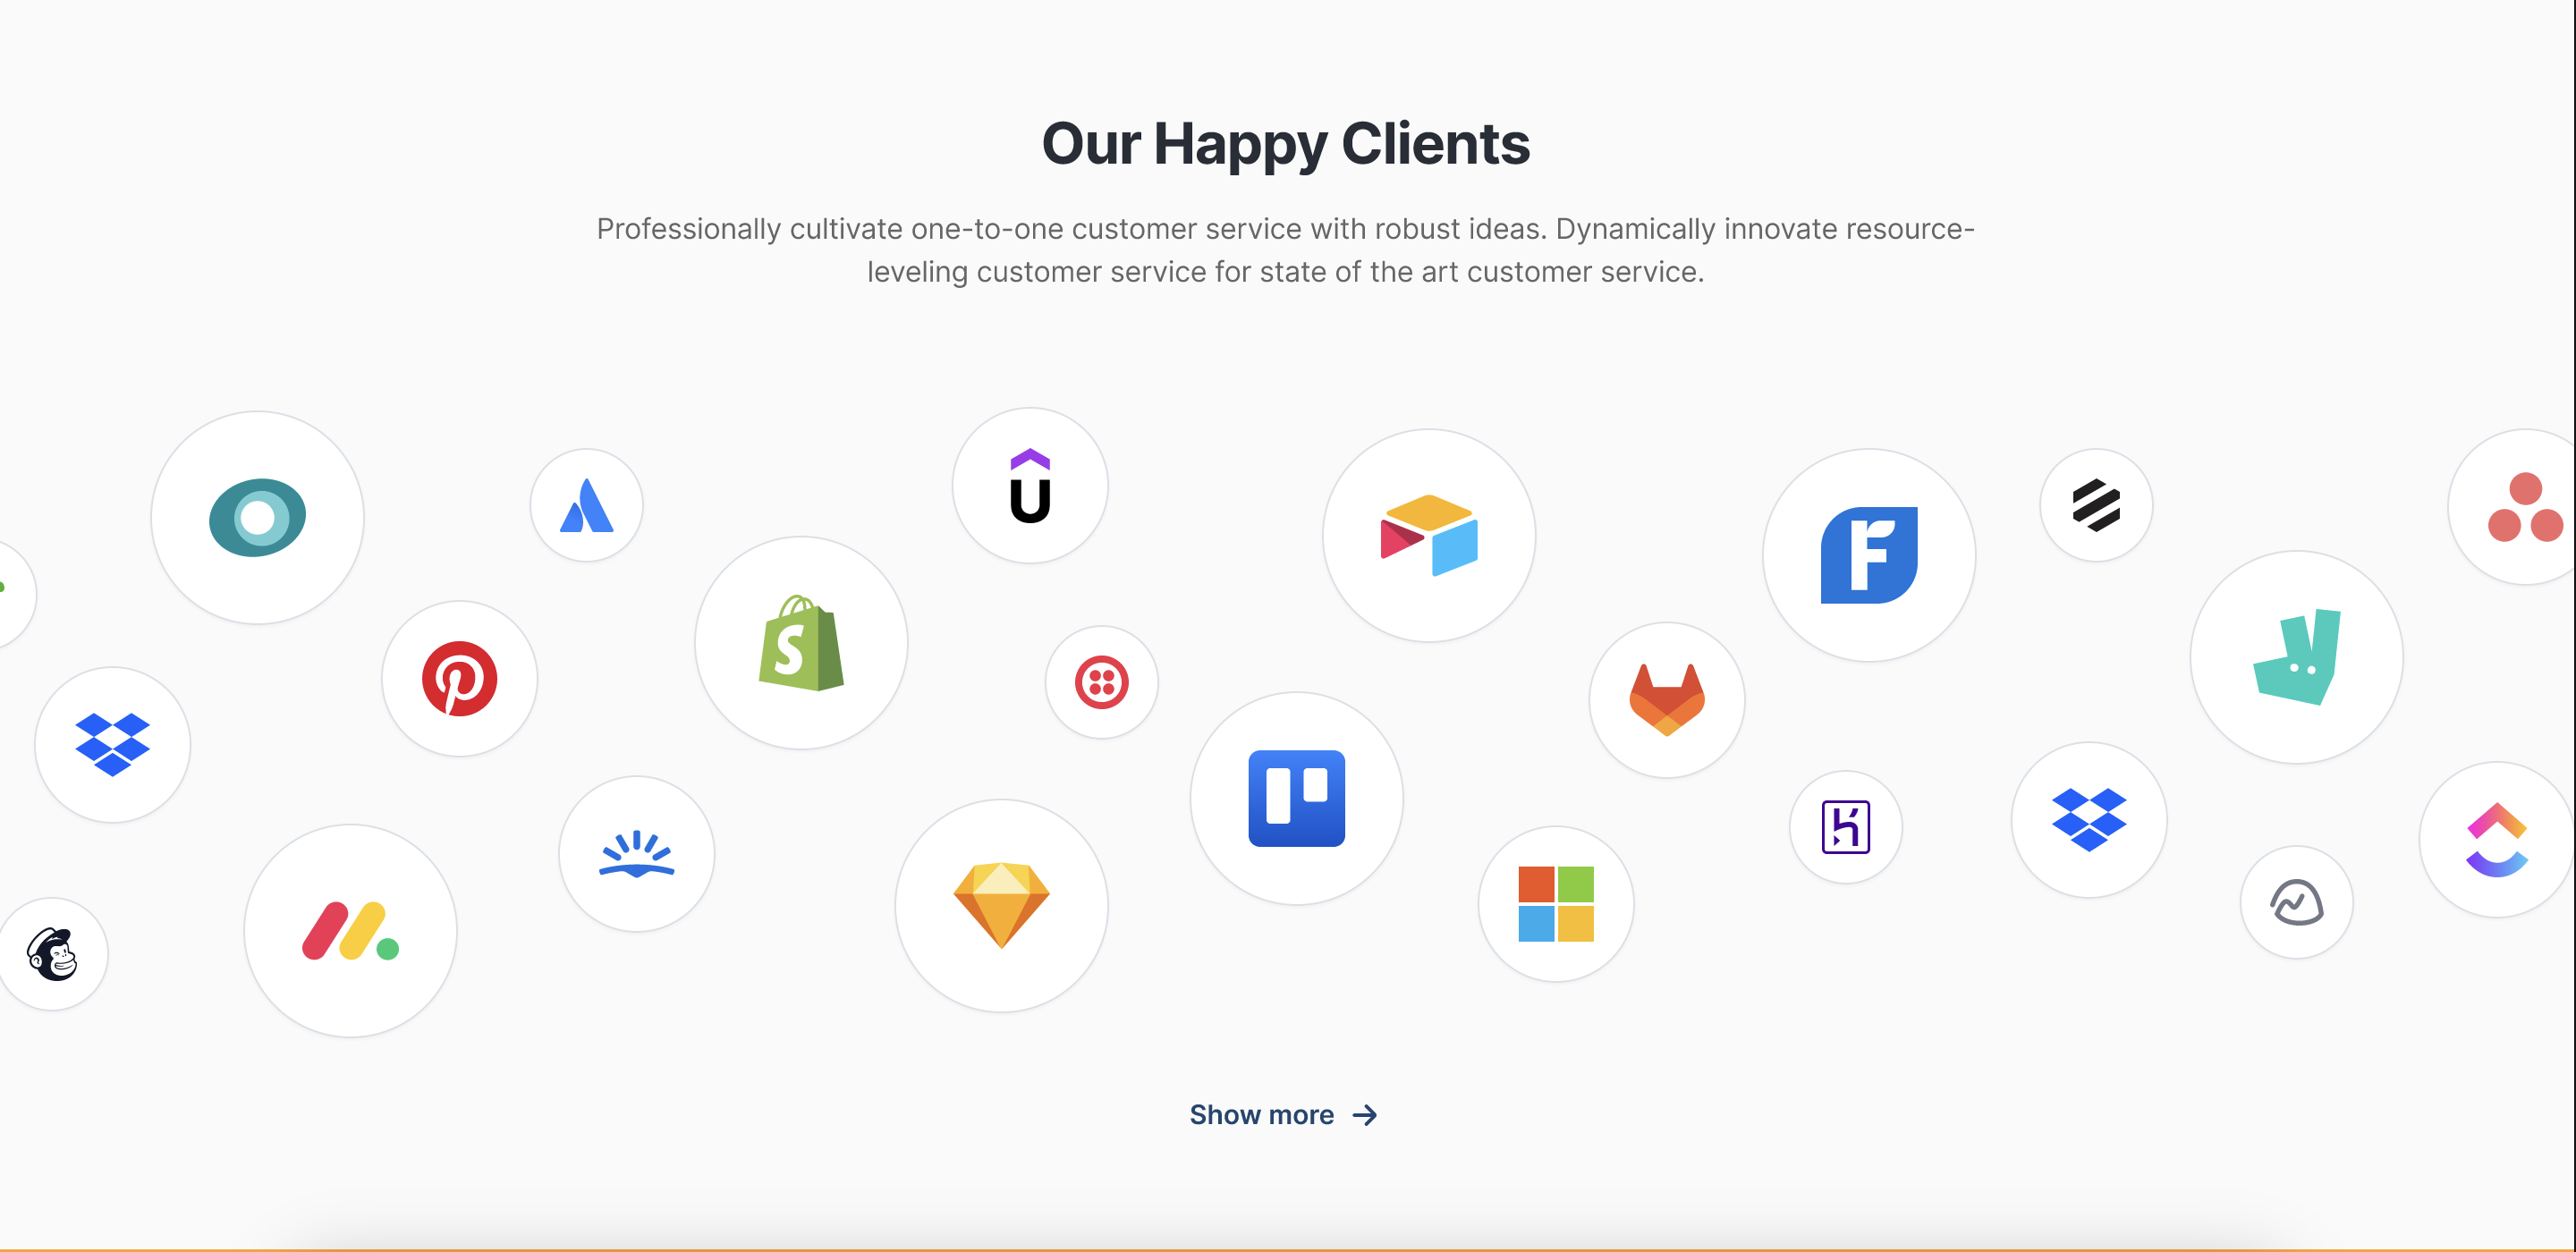 Our Happy Clients
Professionally cultivate one-to-one customer service with robust ideas. Dynamically innovate resource-
leveling customer service for state of the art customer service.
Show more